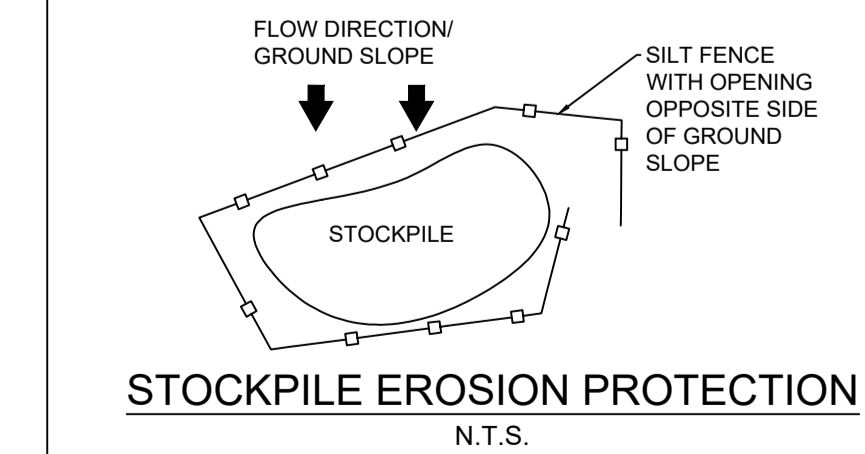 FLOW DIRECTION/
GROUND SLOPE
SILT FENCE
WITH OPENING
OPPOSITE SIDE
OF GROUND
SLOPE
STOCKPILE
STOCKPILE EROSION PROTECTION
N.T.S.